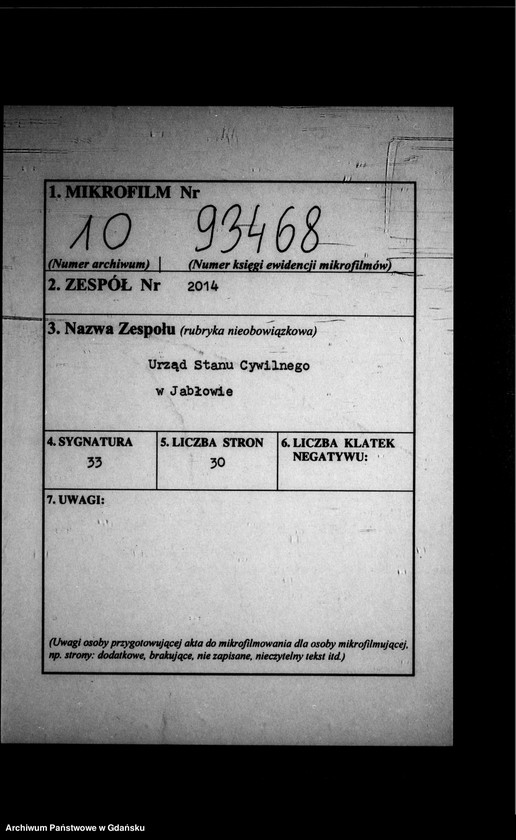 1. MIKROFILM Nr
10 93468
(Numer archiwum) (Numer księgi ewidencji mikrofilmów)
2. ZESPÓŁ Nr 2014
3. Nazwa Zespołu (rubryka nieobowiązkowa)
Urząd Stanu Cywilnego
w Jabłowie
4. SYGNATURA 5. LICZBA STRON 6. LICZBA KLATEK
NEGATYWU:
33 30
7. UWAGI:
(Uwagi osoby przygotowującej akta do mikrofilmowania dla osoby mikrofilmującej,
np. strony: dodatkowe, brakujące, nie zapisane, nieczytelny tekst itd.)
Archiwum Państwowe w Gdańsku